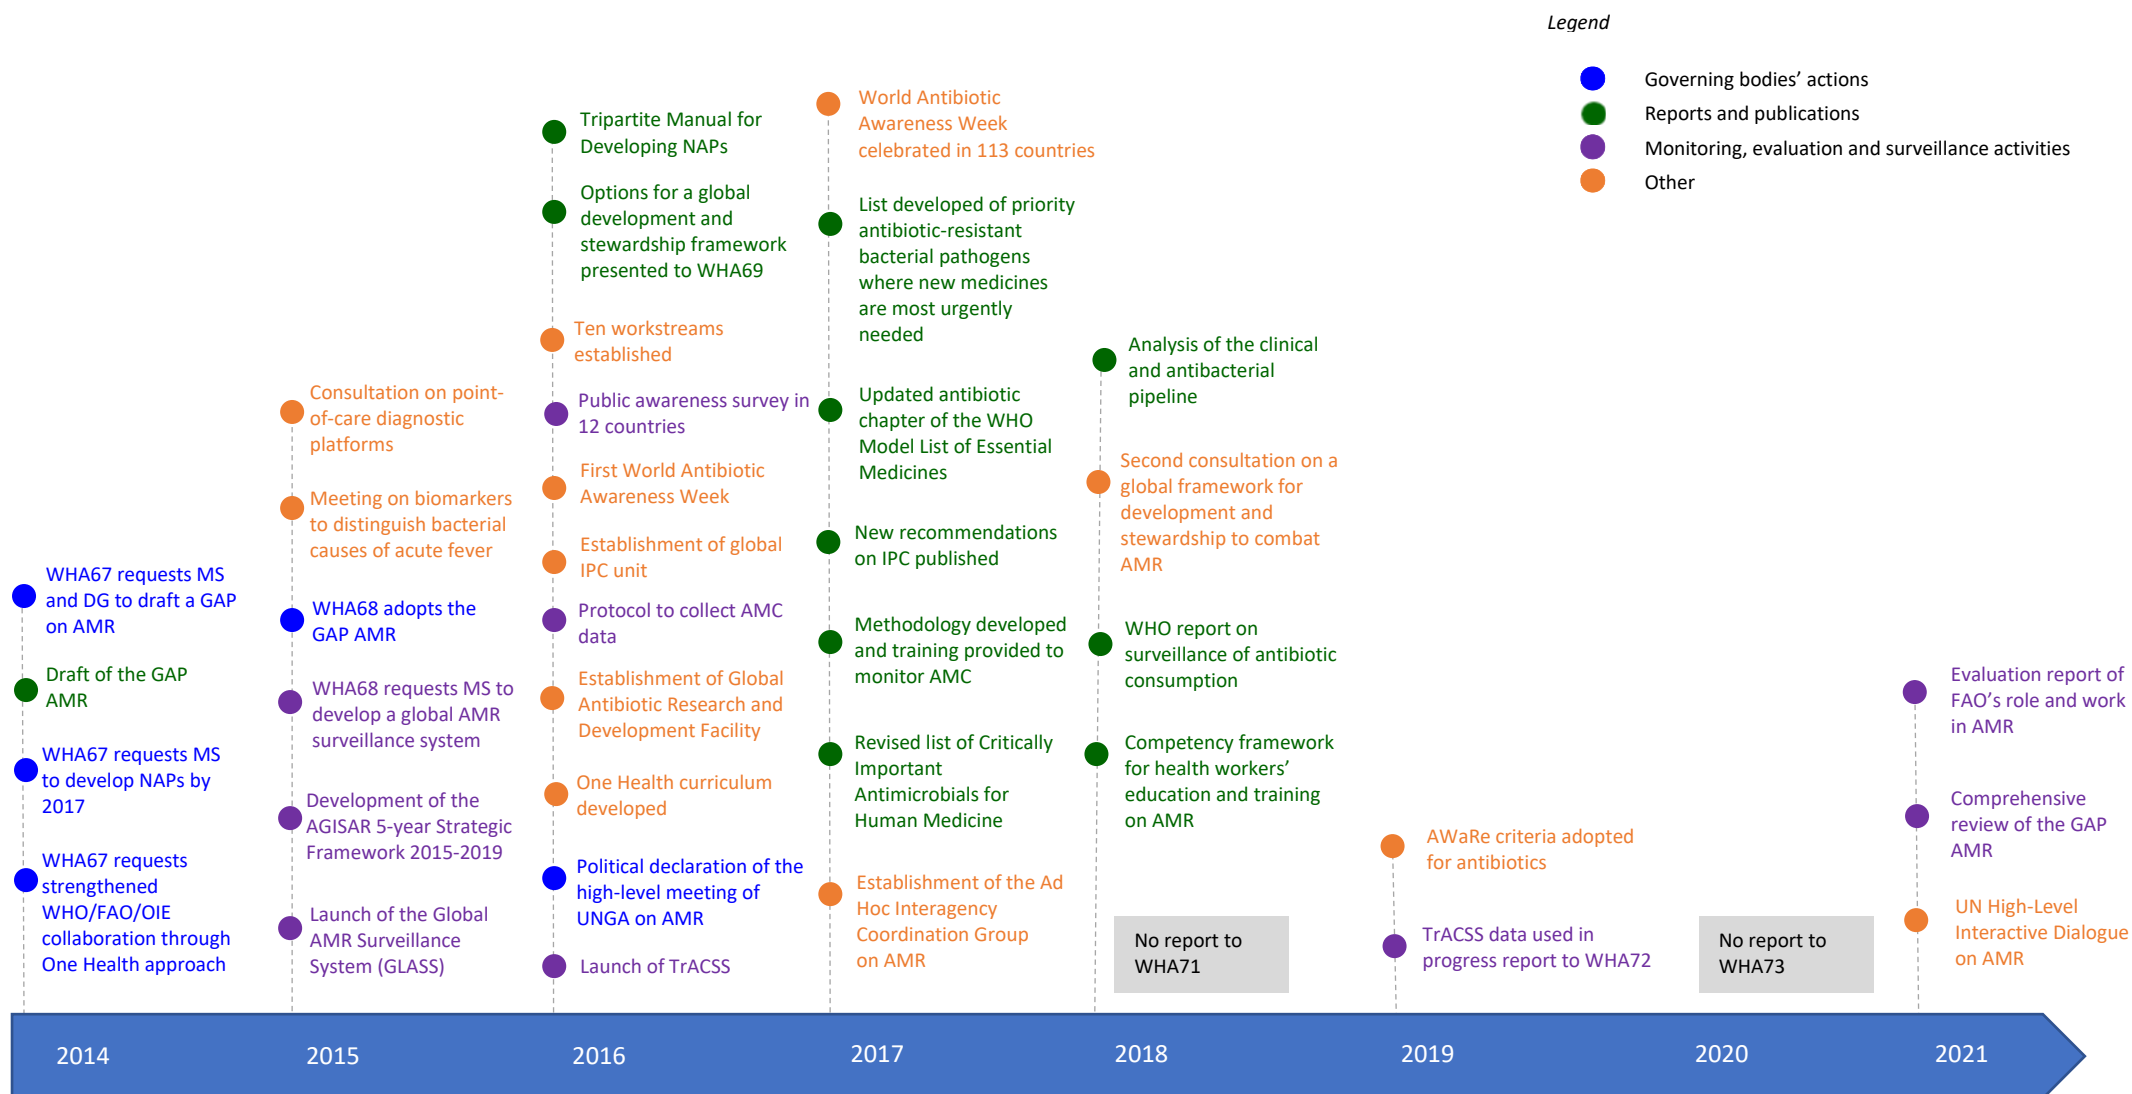 Legend
Governing bodies’ actions
Reports and publications
Monitoring, evaluation and surveillance activities
Other
WHA67 requests MS
and DG to draft a GAP
on AMR
Draft of the GAP
AMR
WHA67 requests MS
to develop NAPs by
2017
WHA67 requests
strengthened
WHO/FAO/OIE
collaboration through
One Health approach
Consultation on point-
of-care diagnostic
platforms
Meeting on biomarkers
to distinguish bacterial
causes of acute fever
WHA68 adopts the
GAP AMR
WHA68 requests MS to
develop a global AMR
surveillance system
Development of the
AGISAR 5-year Strategic
Framework 2015-2019
Launch of the Global
AMR Surveillance
System (GLASS)
Tripartite Manual for
Developing NAPs
Options for a global
development and
stewardship framework
presented to WHA69
Ten workstreams
established
Public awareness survey in
12 countries
First World Antibiotic
Awareness Week
Establishment of global
IPC unit
Protocol to collect AMC
data
Establishment of Global
Antibiotic Research and
Development Facility
One Health curriculum
developed
Political declaration of the
high-level meeting of
UNGA on AMR
Launch of TrACSS
World Antibiotic
Awareness Week
celebrated in 113 countries
List developed of priority
antibiotic-resistant
bacterial pathogens
where new medicines
are most urgently
needed
Updated antibiotic
chapter of the WHO
Model List of Essential
Medicines
New recommendations
on IPC published
Methodology developed
and training provided to
monitor AMC
Revised list of Critically
Important
Antimicrobials for
Human Medicine
Establishment of the Ad
Hoc Interagency
Coordination Group
on AMR
Analysis of the clinical
and antibacterial
pipeline
Second consultation on a
global framework for
development and
stewardship to combat
AMR
WHO report on
surveillance of antibiotic
consumption
Competency framework
for health workers’
education and training
on AMR
No report to
WHA71
AWaRe criteria adopted
for antibiotics
TrACSS data used in
progress report to WHA72
No report to
WHA73
Evaluation report of
FAO’s role and work
in AMR
Comprehensive
review of the GAP
AMR
UN High-Level
Interactive Dialogue
on AMR
2014
2015
2016
2017
2018
2019
2020
2021